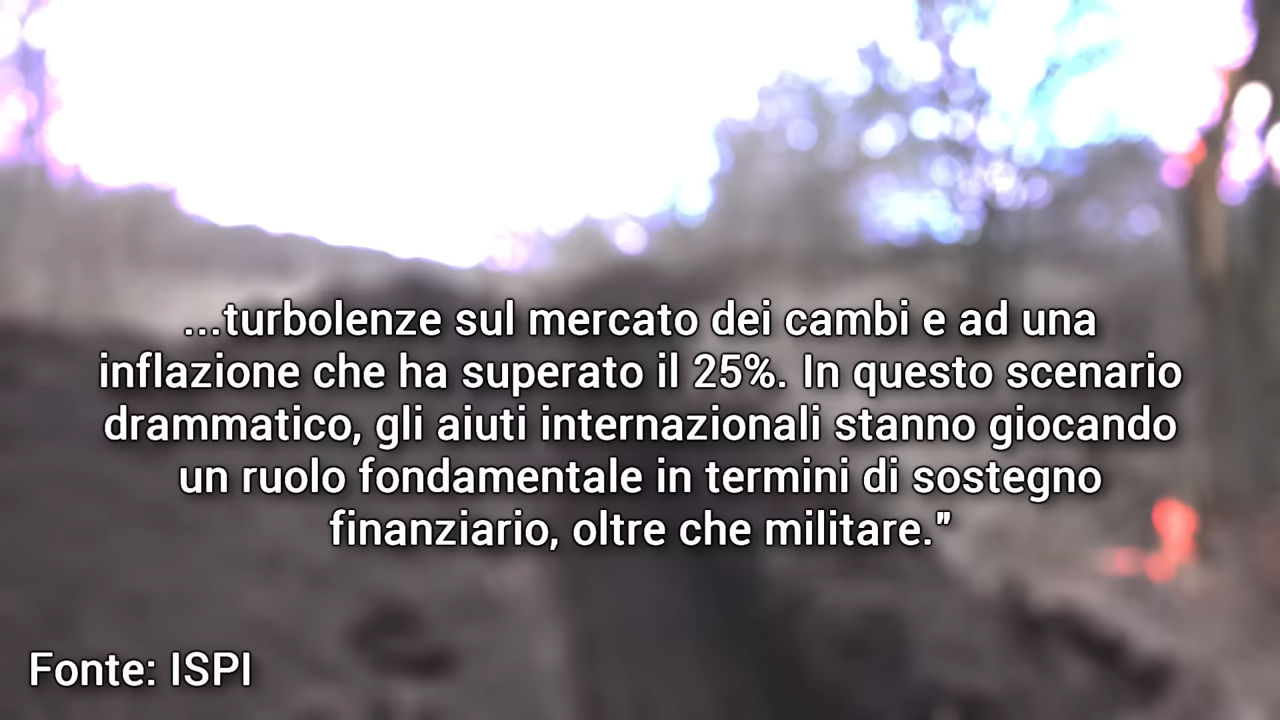 ...turbolenze sul mercato dei cambi e ad una
inflazione che ha superato il 25%. In questo scenario
drammatico, gli aiuti internazionali stanno giocando
un ruolo fondamentale in termini di sostegno
finanziario, oltre che militare."
Fonte: ISPI